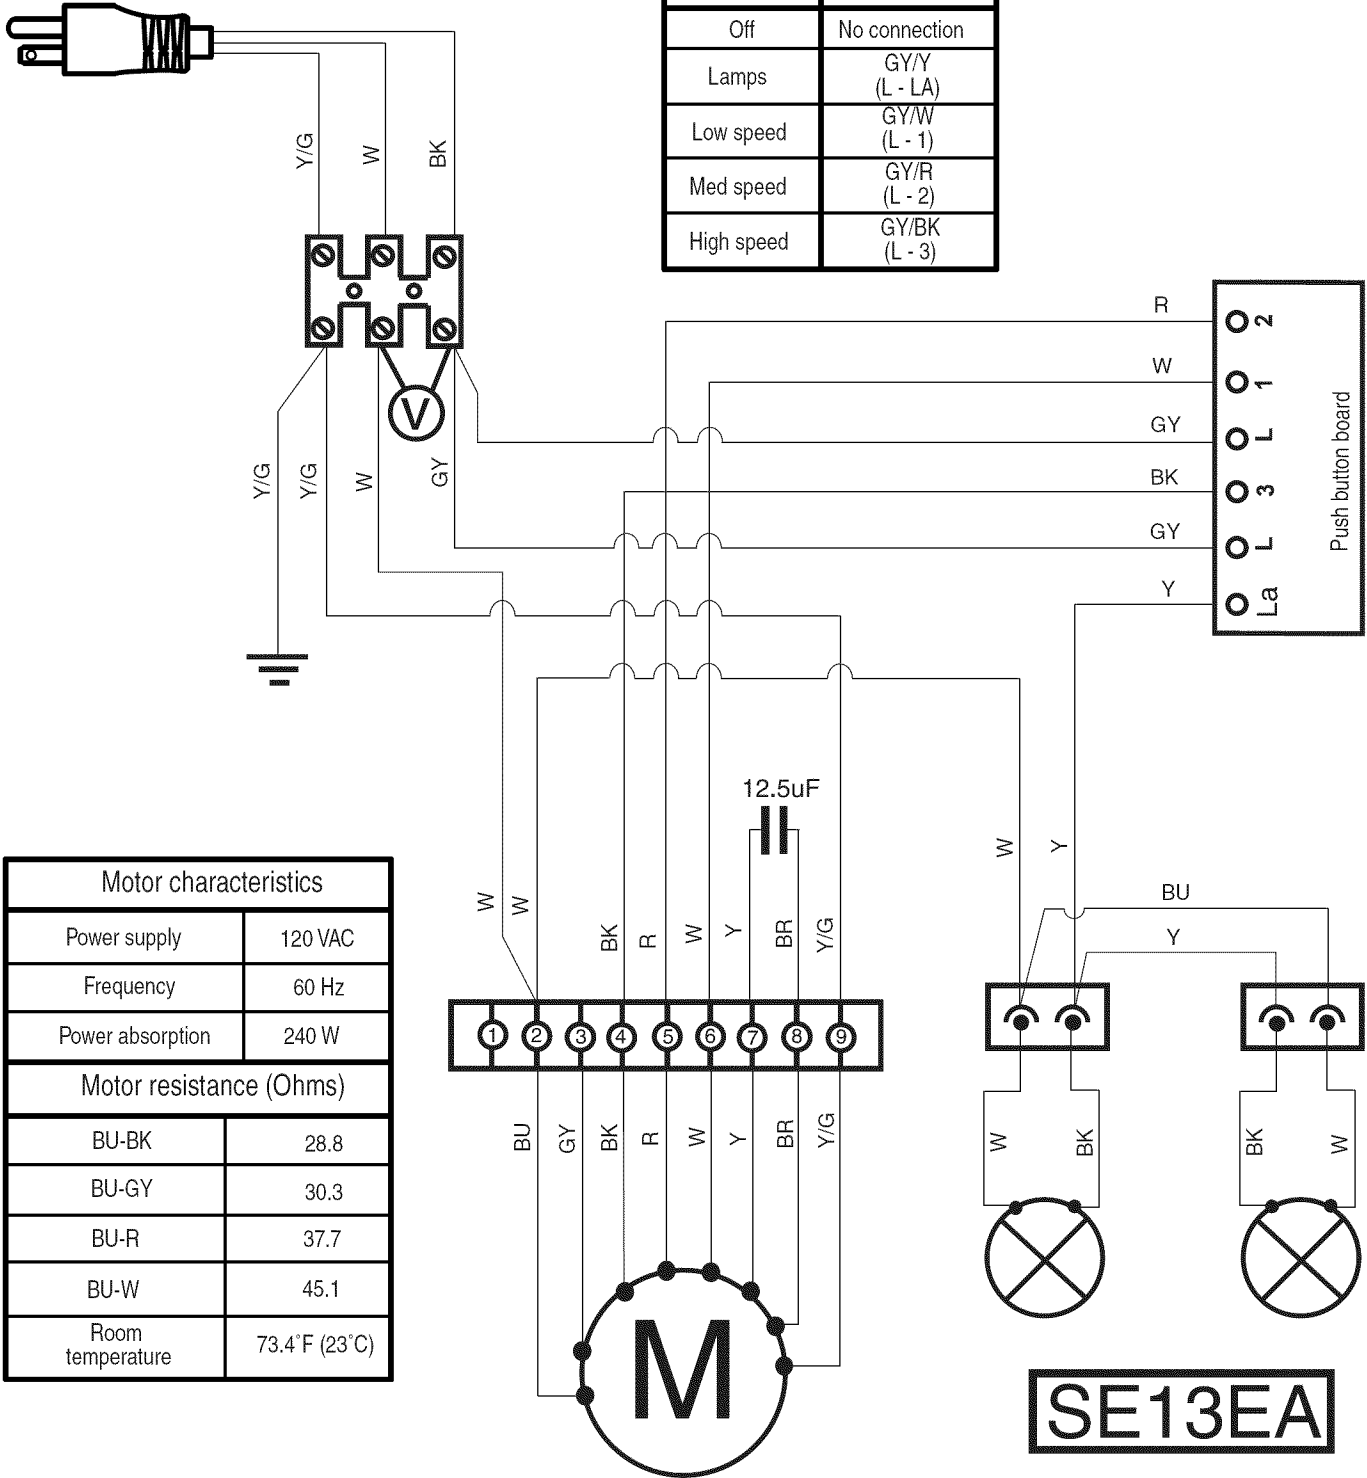 Off
No connection
Lamps
GY/Y
(L - LA)
Low speed
GY/W
(L - 1)
Med speed
GY/R
(L - 2)
High speed
GY/BK
(L - 3)
Y/G
W
BK
V
Y/G
Y/G
W
GY
R
W
GY
BK
GY
Y
2
1
L
3
L
La
Push button board
12.5uF
W
W
BK
R
W
Y
BR
Y/G
W
Y
BU
Y
1
2
3
4
5
6
7
8
9
BU
GY
BK
R
W
Y
BR
Y/G
W
BK
BK
W
M
Motor characteristics
Power supply
120 VAC
Frequency
60 Hz
Power absorption
240 W
Motor resistance (Ohms)
BU-BK
28.8
BU-GY
30.3
BU-R
37.7
BU-W
45.1
Room
temperature
73.4°F (23°C)
SE13EA